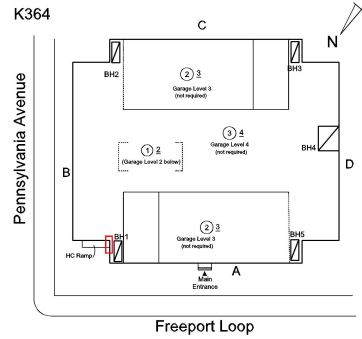 K364
C
N
BH2
BH3
2 3
Garage Level 3
(not required)
3 4
Garage Level 4
(not required)
1 2
(Garage Level 2 below)
BH4
Pennsylvania Avenue
B
D
2 3
Garage Level 3
(not required)
BH1
BH5
HC Ramp
A
Main
Entrance
Freeport Loop